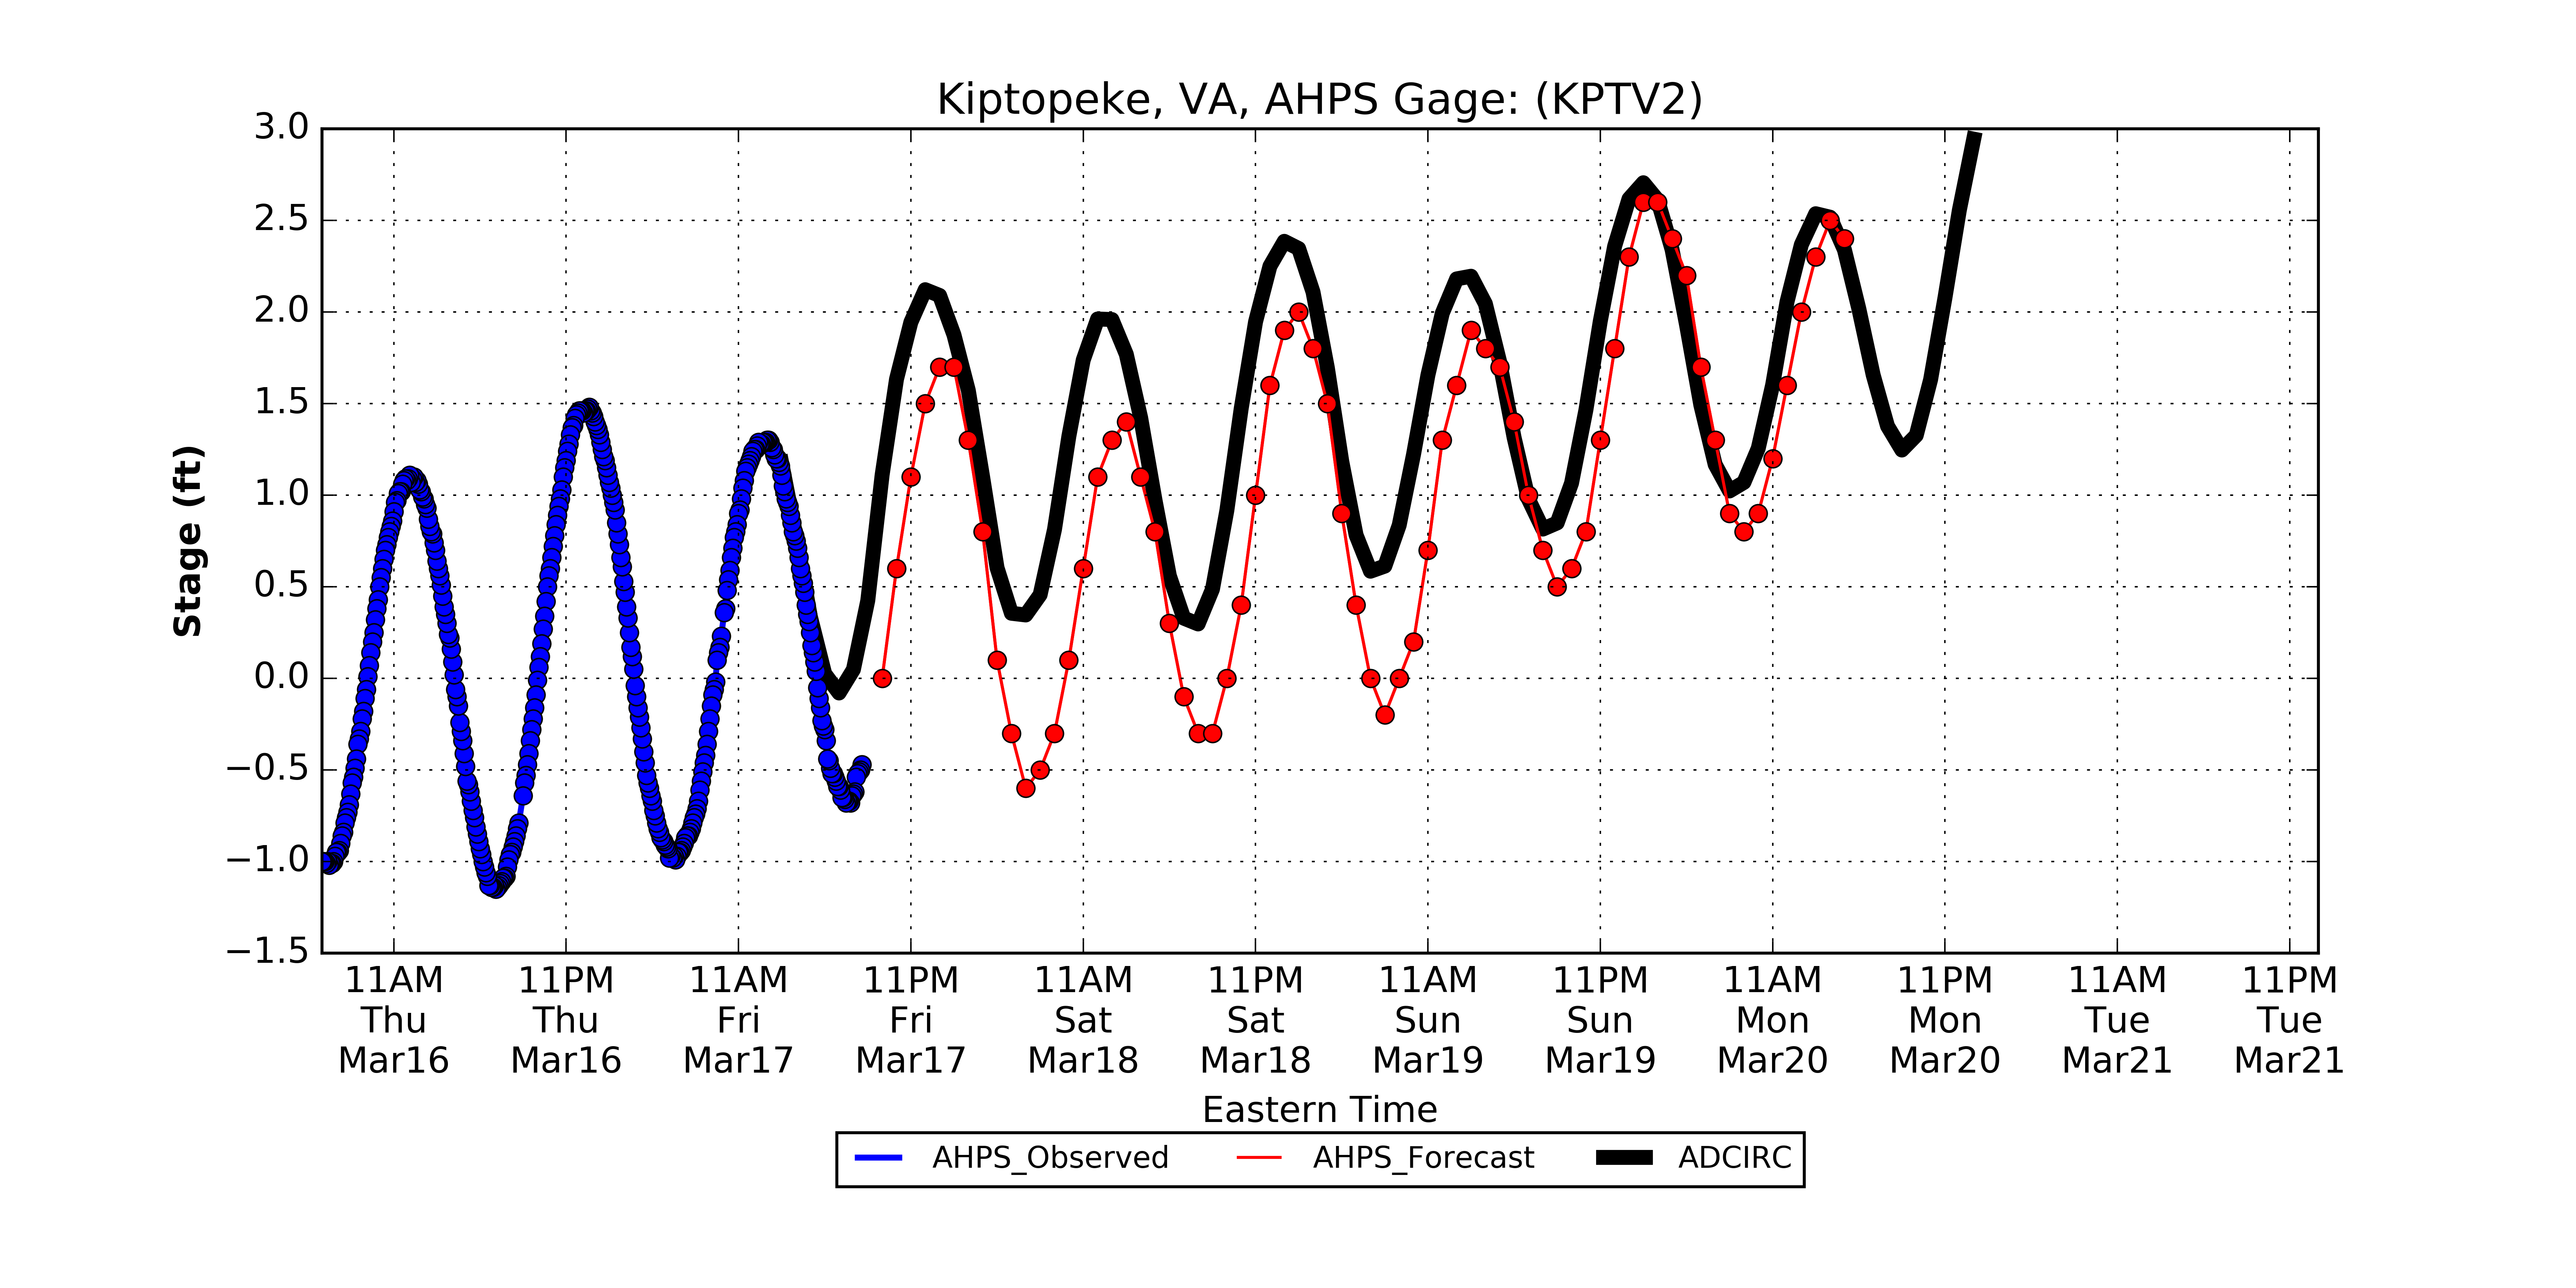 Kiptopeke, VA, AHPS Gage: (KPTV2)
3.0
2.5
2.0
1.5
1.0
0.5
0.0
−0.5
−1.0
−1.5
Stage (ft)
11AM 11PM 11AM 11PM 11AM 11PM 11AM 11PM 11AM 11PM 11AM 11PM
Thu Thu Fri Fri Sat Sat Sun Sun Mon Mon Tue Tue
Mar16 Mar16 Mar17 Mar17 Mar18 Mar18 Mar19 Mar19 Mar20 Mar20 Mar21 Mar21
Eastern Time
AHPS_Observed AHPS_Forecast ADCIRC